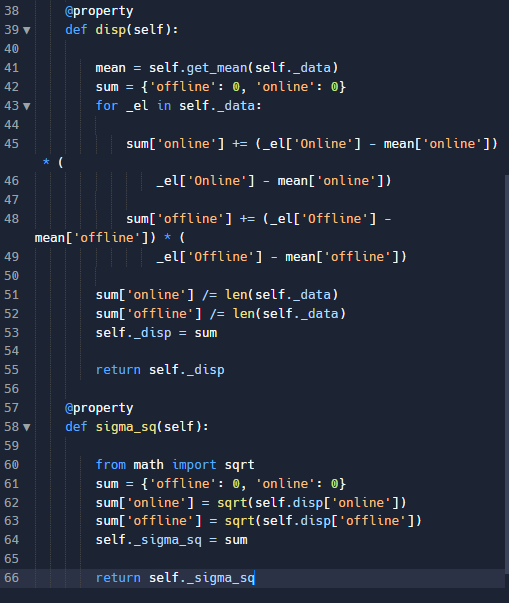 38 @property
39 def disp(self):
40
41 mean = self.get_mean(self._data)
42 sum = {'offline': 0, 'online': 0}
43 for _el in self._data:
44
45 sum['online'] += (_el['Online'] - mean['online'])
* (
46 _el['Online'] - mean['online'])
47
48 sum['offline'] += (_el['Offline'] -
mean['offline']) * (
49 _el['Offline'] - mean['offline'])
50
51 sum['online'] /= len(self._data)
52 sum['offline'] /= len(self._data)
53 self._disp = sum
54
55 return self._disp
56
57 @property
58 def sigma_sq(self):
59
60 from math import sqrt
61 sum = {'offline': 0, 'online': 0}
62 sum['online'] = sqrt(self.disp['online'])
63 sum['offline'] = sqrt(self.disp['offline'])
64 self._sigma_sq = sum
65
66 return self._sigma_sq